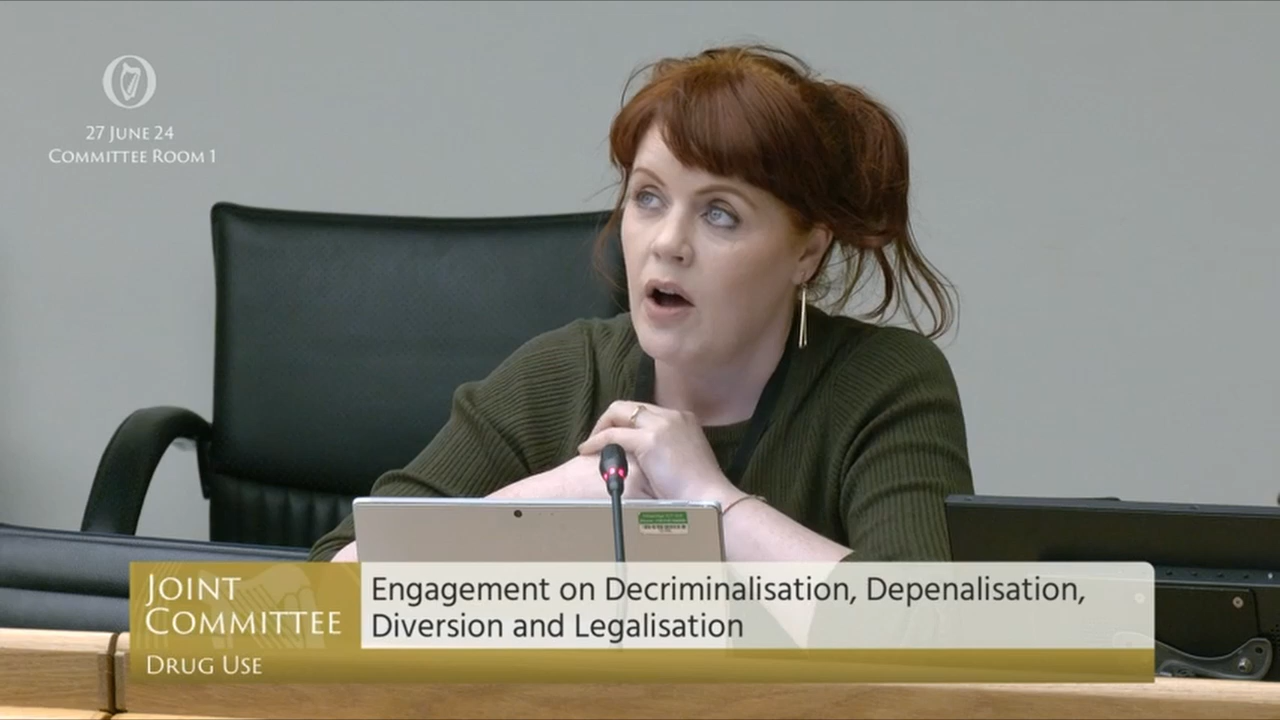 27 June 24
Committee Room 1
Joint
Committee
Drug Use
Engagement on Decriminalisation, Depenalisation,
Diversion and Legalisation